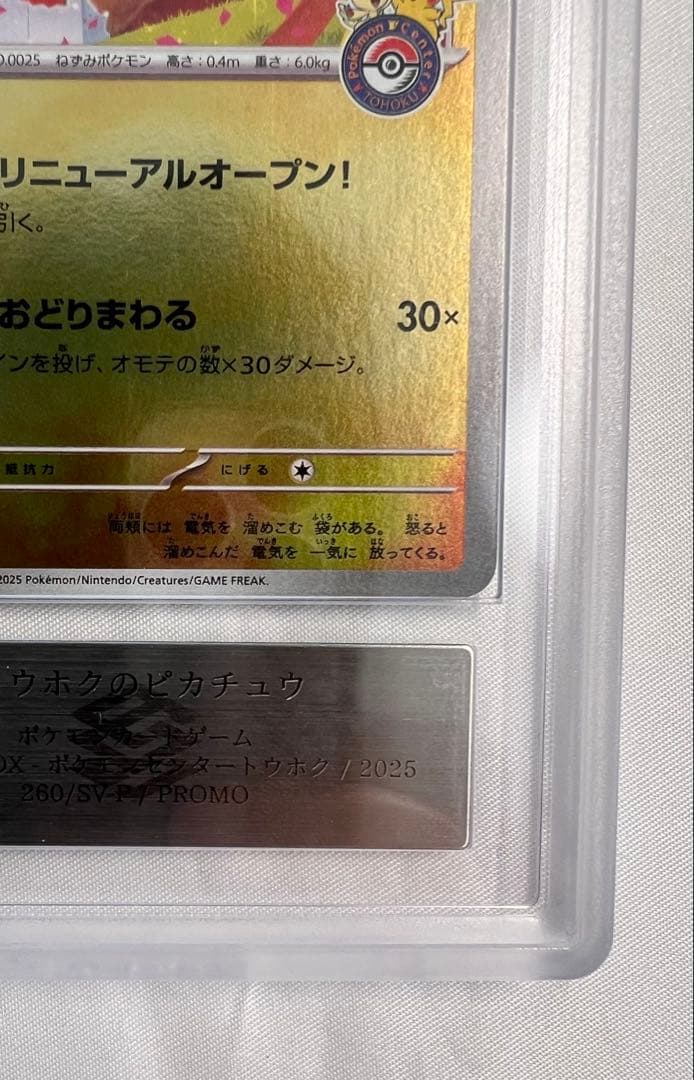 .0025 ねずみポケモン 高さ：0.4m 重さ：6.0kg
Pokémon Center
TOHOKU
リニューアルオープン！
引く。
おどりまわる 30×
インを投げ、オモテの数×30ダメージ。
抵抗力 にげる
両頬には 電気を 溜めこむ 袋がある。 怒ると
溜めこんだ 電気を 一気に 放ってくる。
2025 Pokémon/Nintendo/Creatures/GAME FREAK.
ウホクのピカチュウ
ポケモンカードゲーム
OX - ポケモンセンタートウホク / 2025
260/SV-P / PROMO